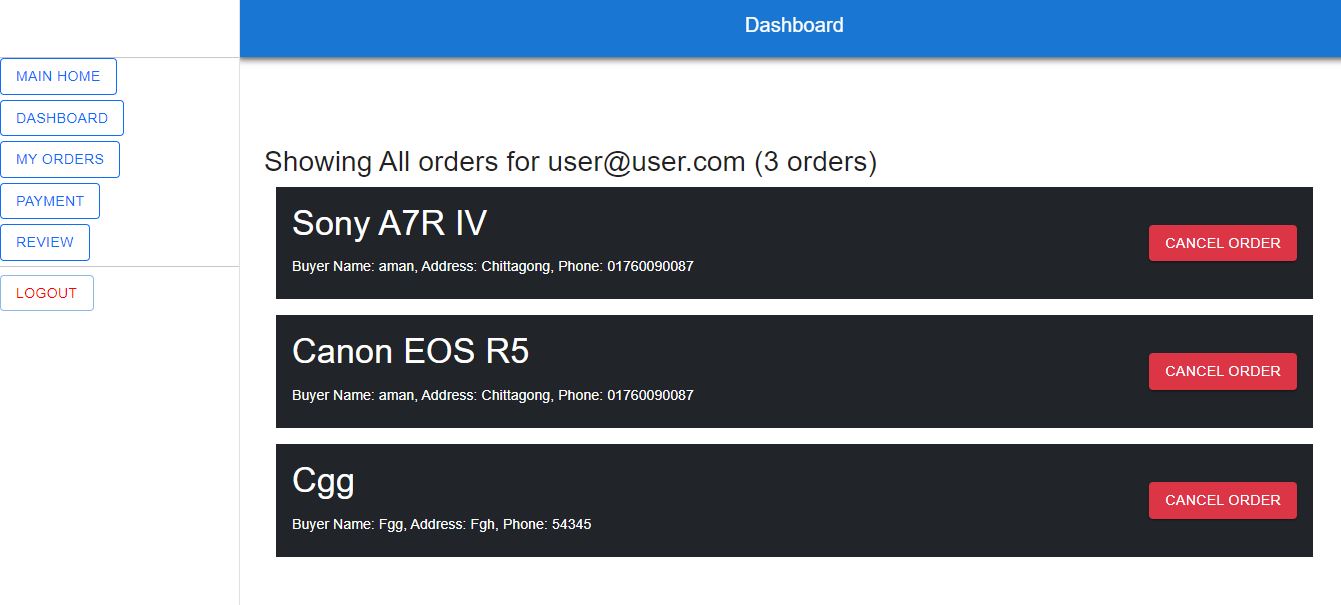 Dashboard
MAIN HOME
DASHBOARD
MY ORDERS
PAYMENT
REVIEW
LOGOUT
Showing All orders for user@user.com (3 orders)
Sony A7R IV
Buyer Name: aman, Address: Chittagong, Phone: 01760090087
CANCEL ORDER
Canon EOS R5
Buyer Name: aman, Address: Chittagong, Phone: 01760090087
CANCEL ORDER
Cgg
Buyer Name: Fgg, Address: Fgh, Phone: 54345
CANCEL ORDER